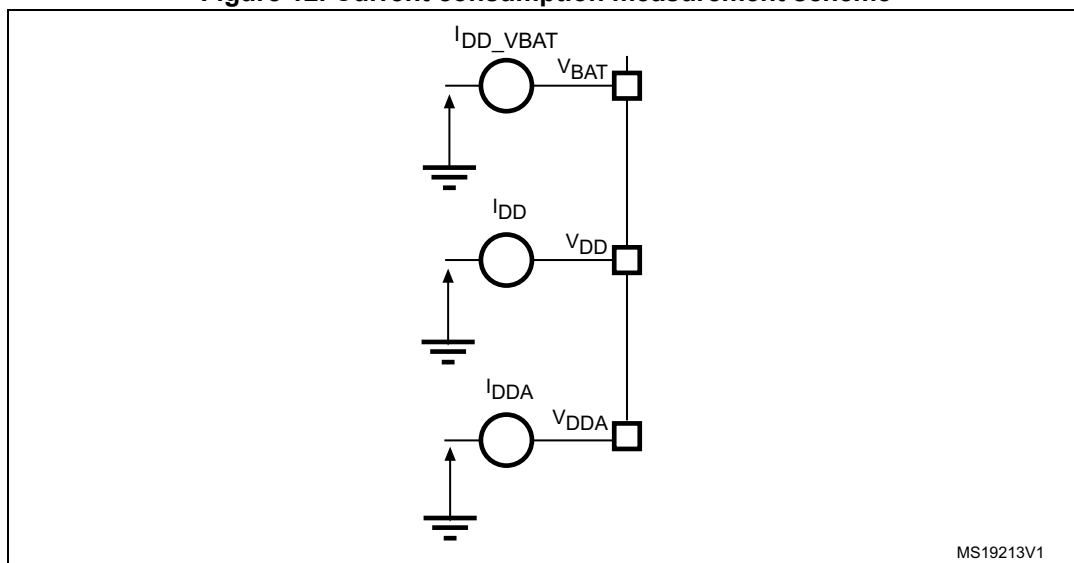 Figure 12. Current consumption measurement scheme
IDD_VBAT
VBAT
IDD
VDD
IDDA
VDDA
MS19213V1